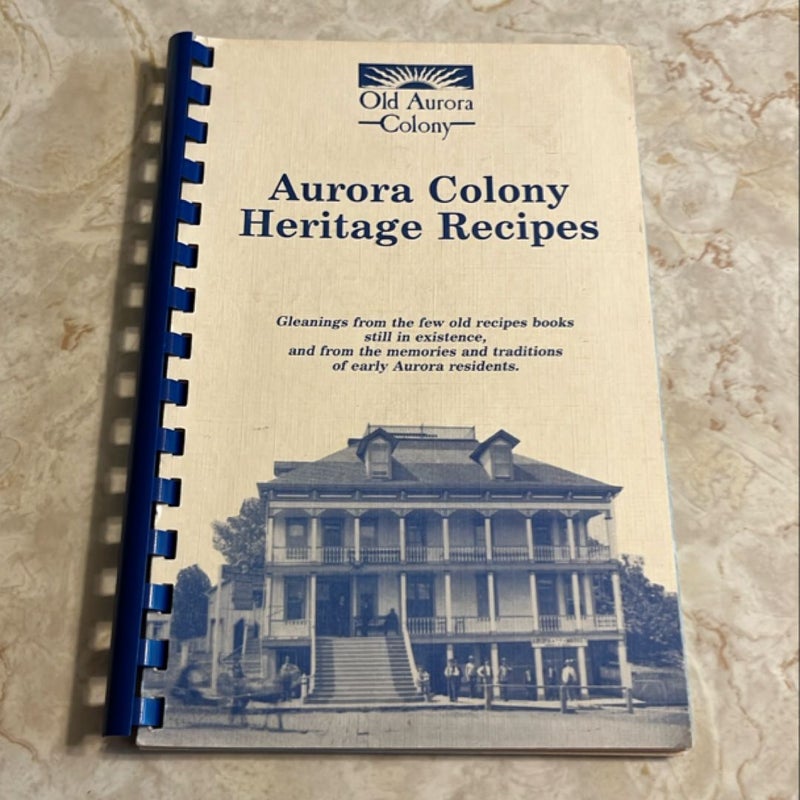 Old Aurora
Colony
Aurora Colony
Heritage Recipes
Gleanings from the few old recipes books
still in existence,
and from the memories and traditions
of early Aurora residents.